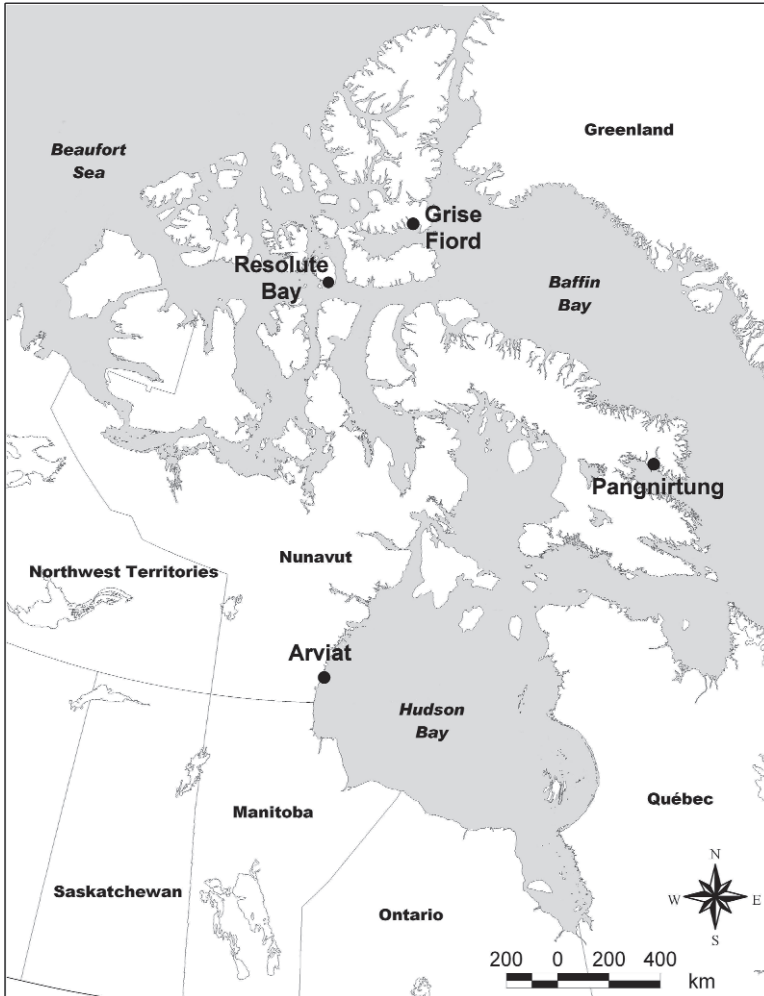 Greenland
Beaufort
Sea
Grise
Fiord
Resolute
Bay
Baffin
Bay
Pangnirtung
Nunavut
Northwest Territories
Arviat
Hudson
Bay
Québec
Manitoba
Saskatchewan
Ontario
N
W E
S
200 0 200 400
km